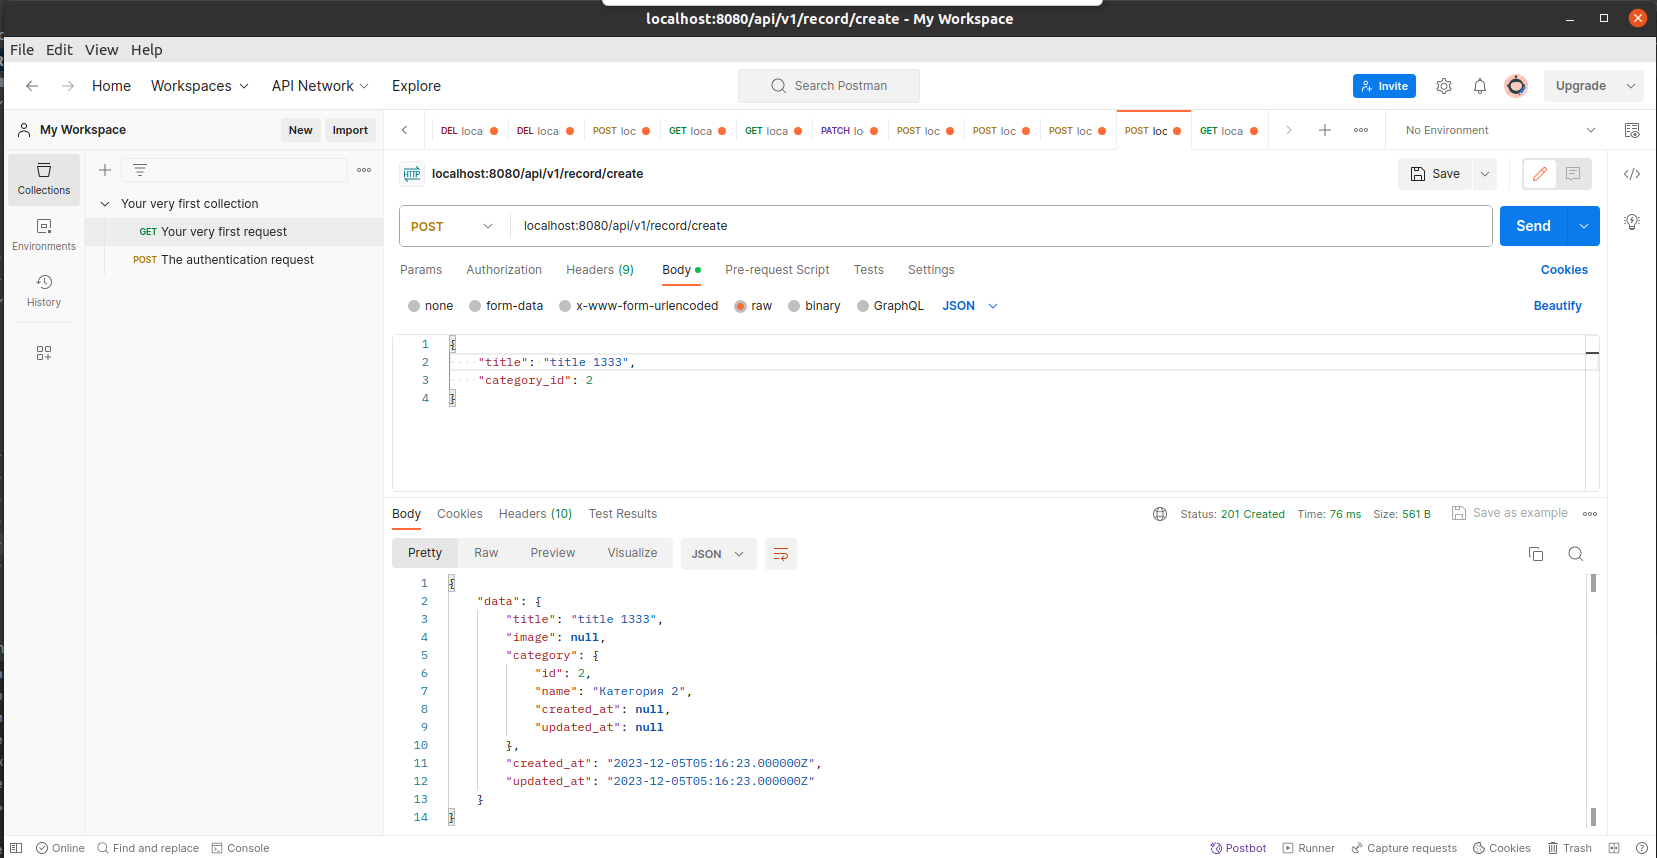 localhost:8080/api/v1/record/create - My Workspace
File Edit View Help
Home Workspaces API Network Explore Search Postman Invite Upgrade
My Workspace New Import DEL loca DEL local POST loc GET loca GET loca PATCH lo POST loc POST loc POST loc POST loc GET loca No Environment
Collections
Environments
History
Your very first collection
GET Your very first request
POST The authentication request
HTTP localhost:8080/api/v1/record/create Save
POST localhost:8080/api/v1/record/create Send
Params Authorization Headers (9) Body Pre-request Script Tests Settings Cookies
none form-data x-www-form-urlencoded raw binary GraphQL JSON Beautify
1 {
2 "title": "title 1333",
3 "category_id": 2
4 }
Body Cookies Headers (10) Test Results Status: 201 Created Time: 76 ms Size: 561 B Save as example
Pretty Raw Preview Visualize JSON
1 {
2 "data": {
3 "title": "title 1333",
4 "image": null,
5 "category": {
6 "id": 2,
7 "name": "Категория 2",
8 "created_at": null,
9 "updated_at": null
10 },
11 "created_at": "2023-12-05T05:16:23.000000Z",
12 "updated_at": "2023-12-05T05:16:23.000000Z"
13 }
14 }
Online Find and replace Console Postbot Runner Capture requests Cookies Trash